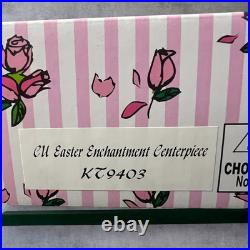 CU Easter Enchantment Centerpiece
KT9403
CHO
No